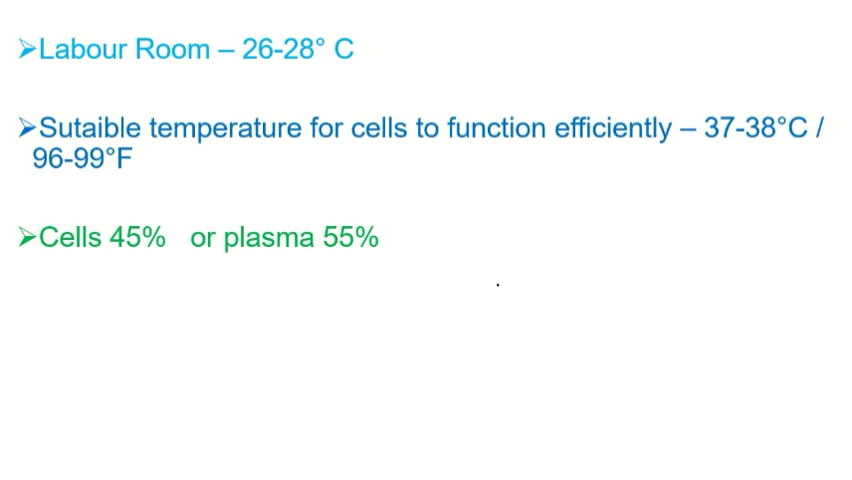 ➢Labour Room – 26-28° C
➢Sutaible temperature for cells to function efficiently – 37-38°C /
96-99°F
➢Cells 45%   or plasma 55%
.